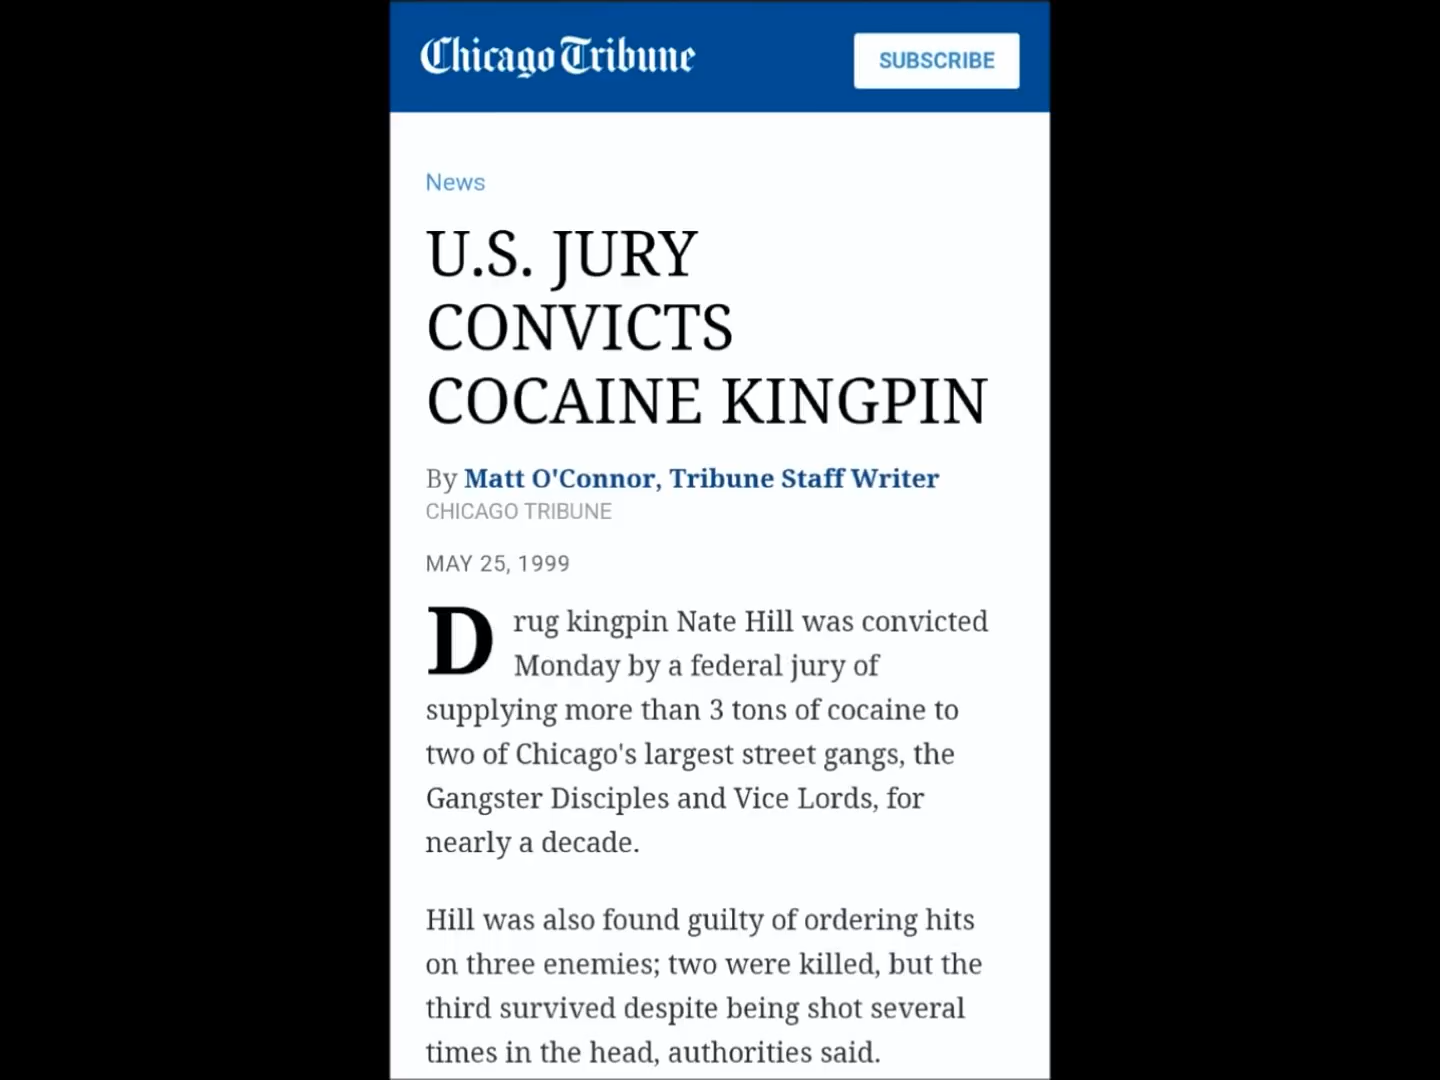 Chicago Tribune
SUBSCRIBE
News
U.S. JURY
CONVICTS
COCAINE KINGPIN
By Matt O'Connor, Tribune Staff Writer
CHICAGO TRIBUNE
MAY 25, 1999
Drug kingpin Nate Hill was convicted
Monday by a federal jury of
supplying more than 3 tons of cocaine to
two of Chicago's largest street gangs, the
Gangster Disciples and Vice Lords, for
nearly a decade.
Hill was also found guilty of ordering hits
on three enemies; two were killed, but the
third survived despite being shot several
times in the head, authorities said.